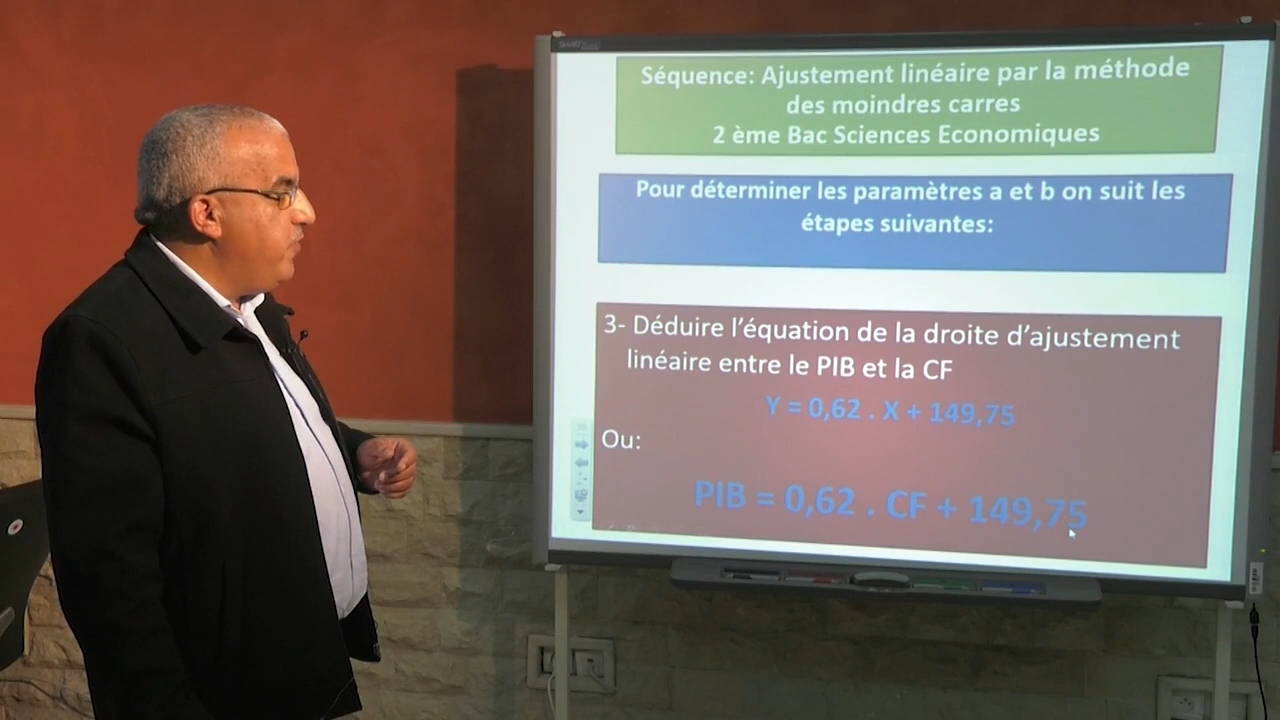 Séquence: Ajustement linéaire par la méthode
des moindres carres
2 ème Bac Sciences Economiques
Pour déterminer les paramètres a et b on suit les
étapes suivantes:
3- Déduire l’équation de la droite d’ajustement
linéaire entre le PIB et la CF
Y = 0,62 . X + 149,75
Ou:
PIB = 0,62 . CF + 149,75